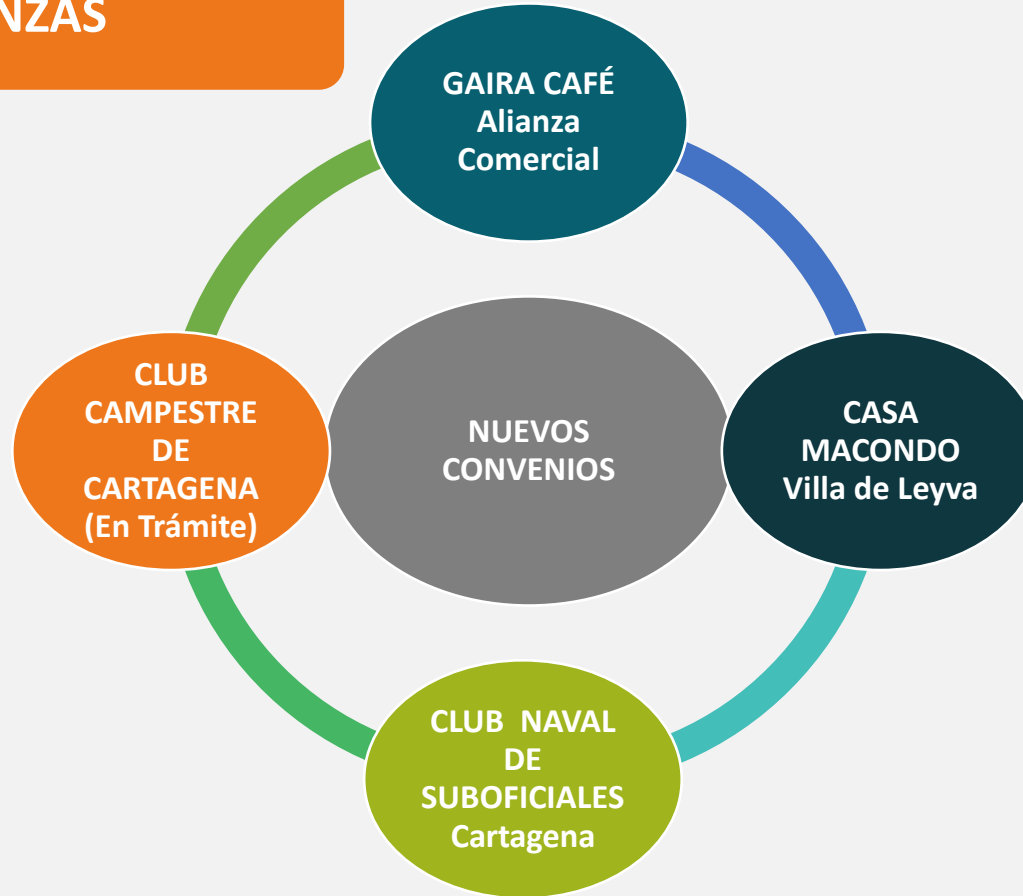 NZAS
GAIRA CAFÉ
Alianza
Comercial
CLUB
CAMPESTRE
DE
CARTAGENA
(En Trámite)
NUEVOS
CONVENIOS
CASA
MACONDO
Villa de Leyva
CLUB NAVAL
DE
SUBOFICIALES
Cartagena